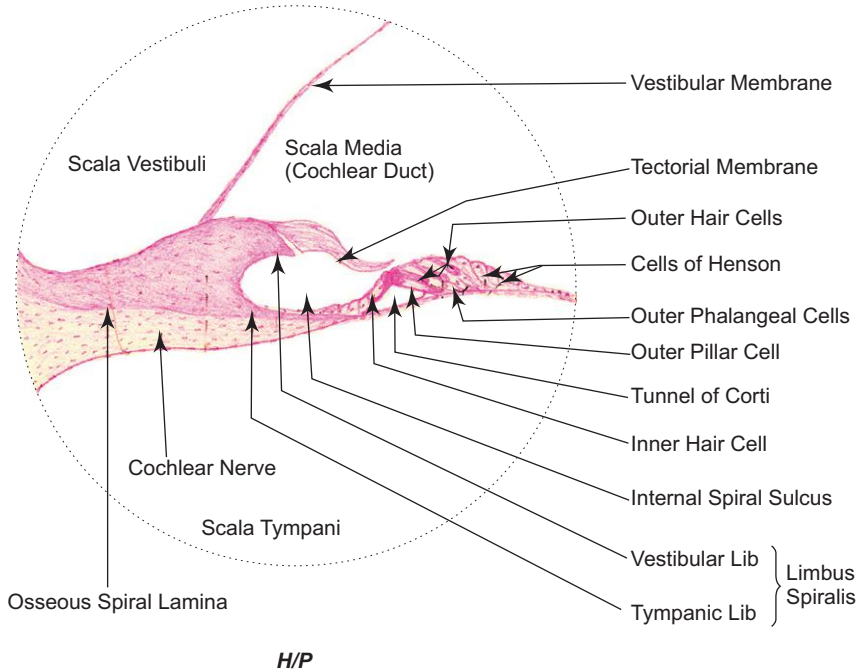 Vestibular Membrane
Scala Media
(Cochlear Duct)
Scala Vestibuli
Tectorial Membrane
Outer Hair Cells
Cells of Henson
Outer Phalangeal Cells
Outer Pillar Cell
Tunnel of Corti
Inner Hair Cell
Cochlear Nerve
Internal Spiral Sulcus
Scala Tympani
Vestibular Lib
Limbus
Spiralis
Osseous Spiral Lamina
Tympanic Lib
H/P